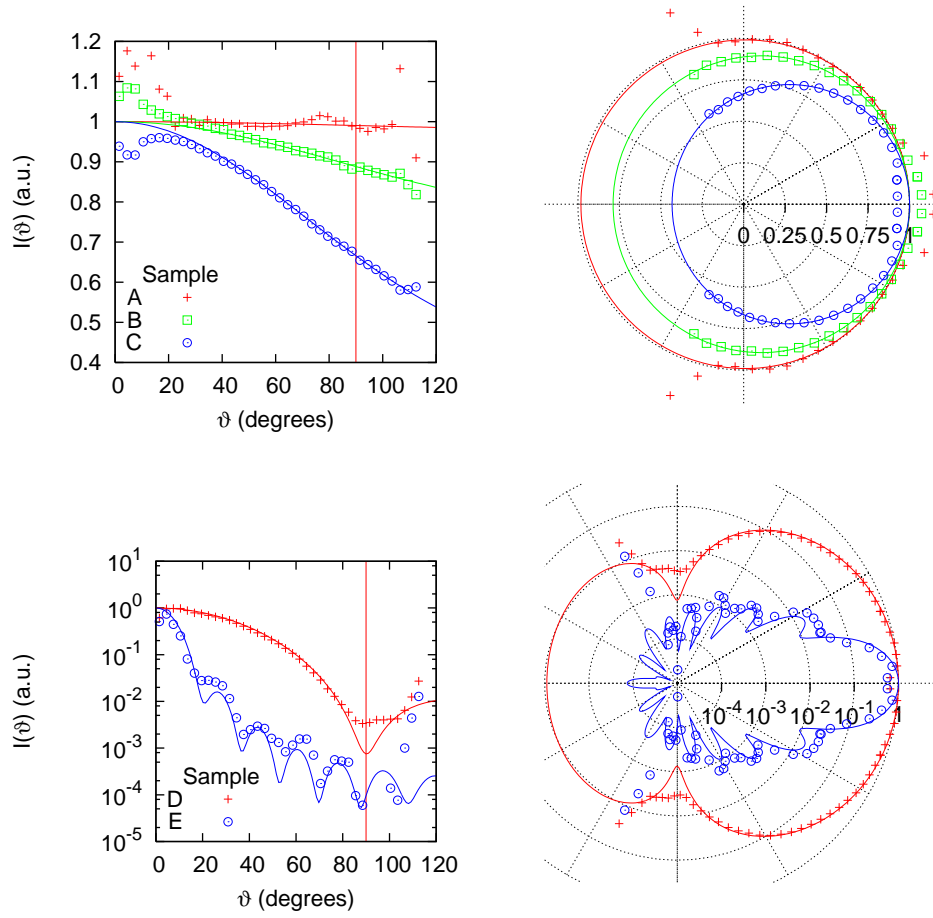 1.2
1.1
1
0.9
0.8
0.7
0.6
0.5
0.4
I(ϑ) (a.u.)
Sample
A
B
C
0 20 40 60 80 100 120
ϑ (degrees)
0 0.25 0.5 0.75 1
10^1
10^0
10^-1
10^-2
10^-3
10^-4
10^-5
I(ϑ) (a.u.)
Sample
D
E
0 20 40 60 80 100 120
ϑ (degrees)
10^-4 10^-3 10^-2 10^-1 1